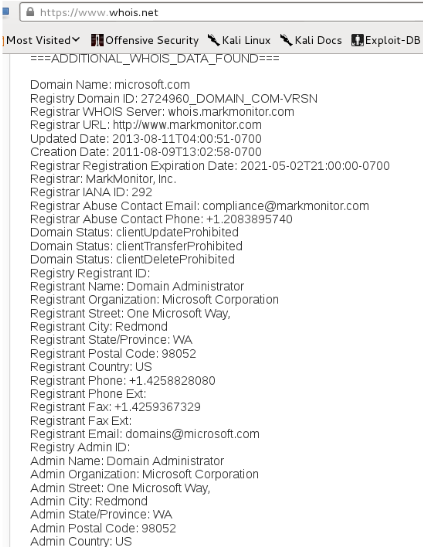 https://www.whois.net
Most Visited Offensive Security Kali Linux Kali Docs Exploit-DB
===ADDITIONAL_WHOIS_DATA_FOUND===
Domain Name: microsoft.com
Registry Domain ID: 2724960_DOMAIN_COM-VRSN
Registrar WHOIS Server: whois.markmonitor.com
Registrar URL: http://www.markmonitor.com
Updated Date: 2013-08-11T04:00:51-0700
Creation Date: 2011-08-09T13:02:58-0700
Registrar Registration Expiration Date: 2021-05-02T21:00:00-0700
Registrar: MarkMonitor, Inc.
Registrar IANA ID: 292
Registrar Abuse Contact Email: compliance@markmonitor.com
Registrar Abuse Contact Phone: +1.2083895740
Domain Status: clientUpdateProhibited
Domain Status: clientTransferProhibited
Domain Status: clientDeleteProhibited
Registry Registrant ID:
Registrant Name: Domain Administrator
Registrant Organization: Microsoft Corporation
Registrant Street: One Microsoft Way,
Registrant City: Redmond
Registrant State/Province: WA
Registrant Postal Code: 98052
Registrant Country: US
Registrant Phone: +1.4258828080
Registrant Phone Ext:
Registrant Fax: +1.4259367329
Registrant Fax Ext:
Registrant Email: domains@microsoft.com
Registry Admin ID:
Admin Name: Domain Administrator
Admin Organization: Microsoft Corporation
Admin Street: One Microsoft Way,
Admin City: Redmond
Admin State/Province: WA
Admin Postal Code: 98052
Admin Country: US